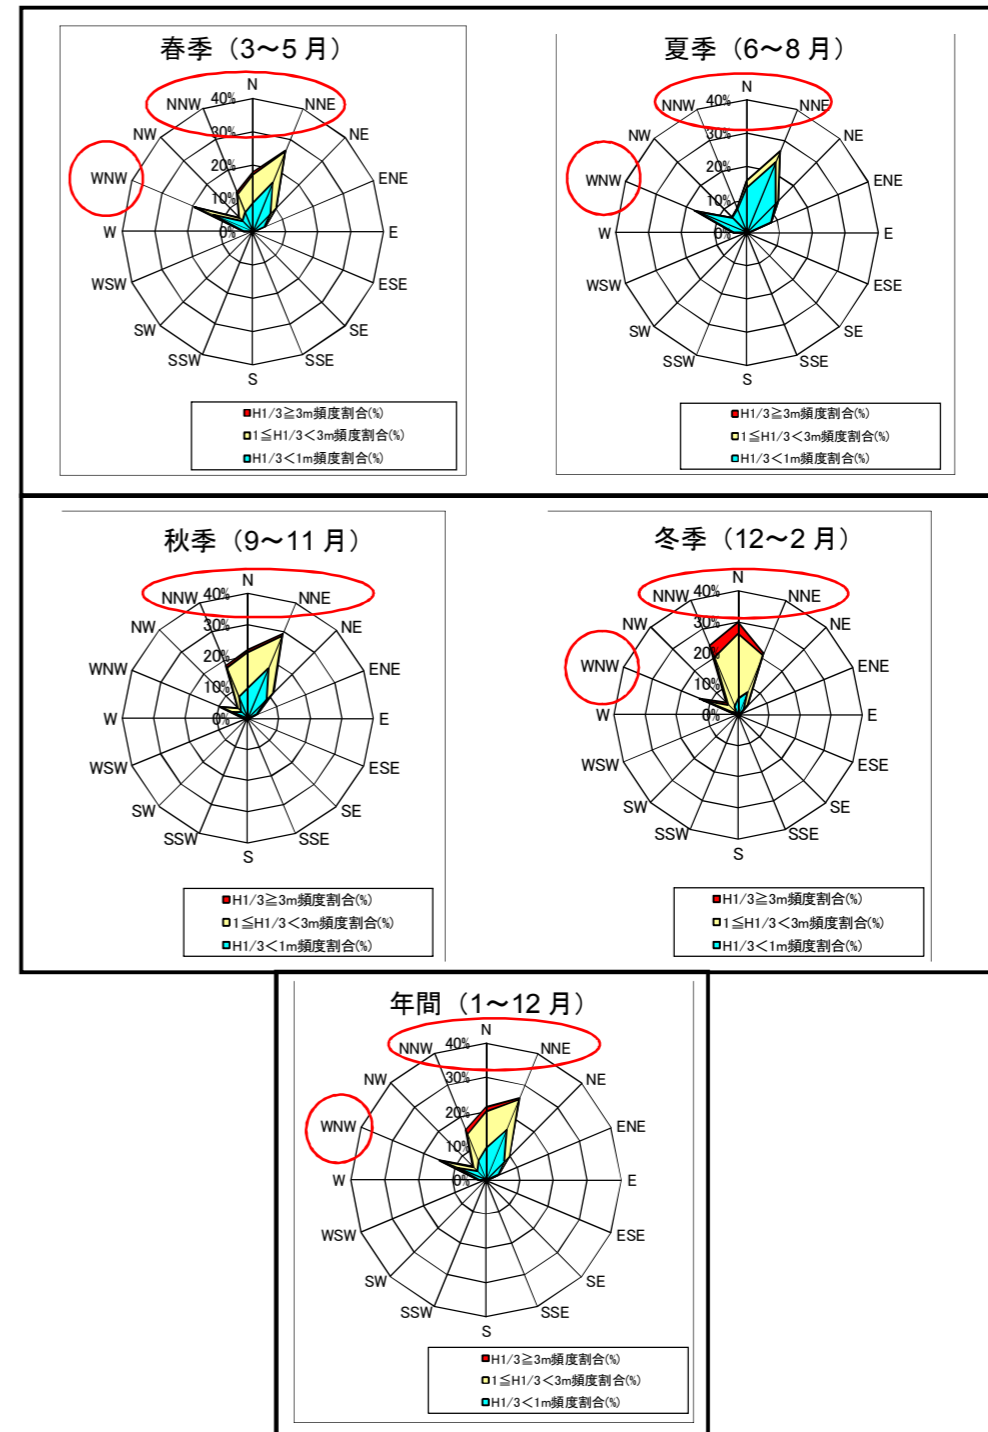 春季（3～5 月）
N
NNW 40% NNE
NW 30% NE
20%
WNW 10% ENE
W 0% E
WSW ESE
SW SE
SSW SSE
S
H1/3≧3m頻度割合(%)
1≦H1/3＜3m頻度割合(%)
H1/3＜1m頻度割合(%)
夏季（6～8 月）
N
NNW 40% NNE
NW 30% NE
20%
WNW 10% ENE
W 0% E
WSW ESE
SW SE
SSW SSE
S
H1/3≧3m頻度割合(%)
1≦H1/3＜3m頻度割合(%)
H1/3＜1m頻度割合(%)
秋季（9～11 月）
N
NNW 40% NNE
NW 30% NE
20%
WNW 10% ENE
W 0% E
WSW ESE
SW SE
SSW SSE
S
H1/3≧3m頻度割合(%)
1≦H1/3＜3m頻度割合(%)
H1/3＜1m頻度割合(%)
冬季（12～2 月）
N
NNW 40% NNE
NW 30% NE
20%
WNW 10% ENE
W 0% E
WSW ESE
SW SE
SSW SSE
S
H1/3≧3m頻度割合(%)
1≦H1/3＜3m頻度割合(%)
H1/3＜1m頻度割合(%)
年間（1～12 月）
N
NNW 40% NNE
NW 30% NE
20%
WNW 10% ENE
W 0% E
WSW ESE
SW SE
SSW SSE
S
H1/3≧3m頻度割合(%)
1≦H1/3＜3m頻度割合(%)
H1/3＜1m頻度割合(%)